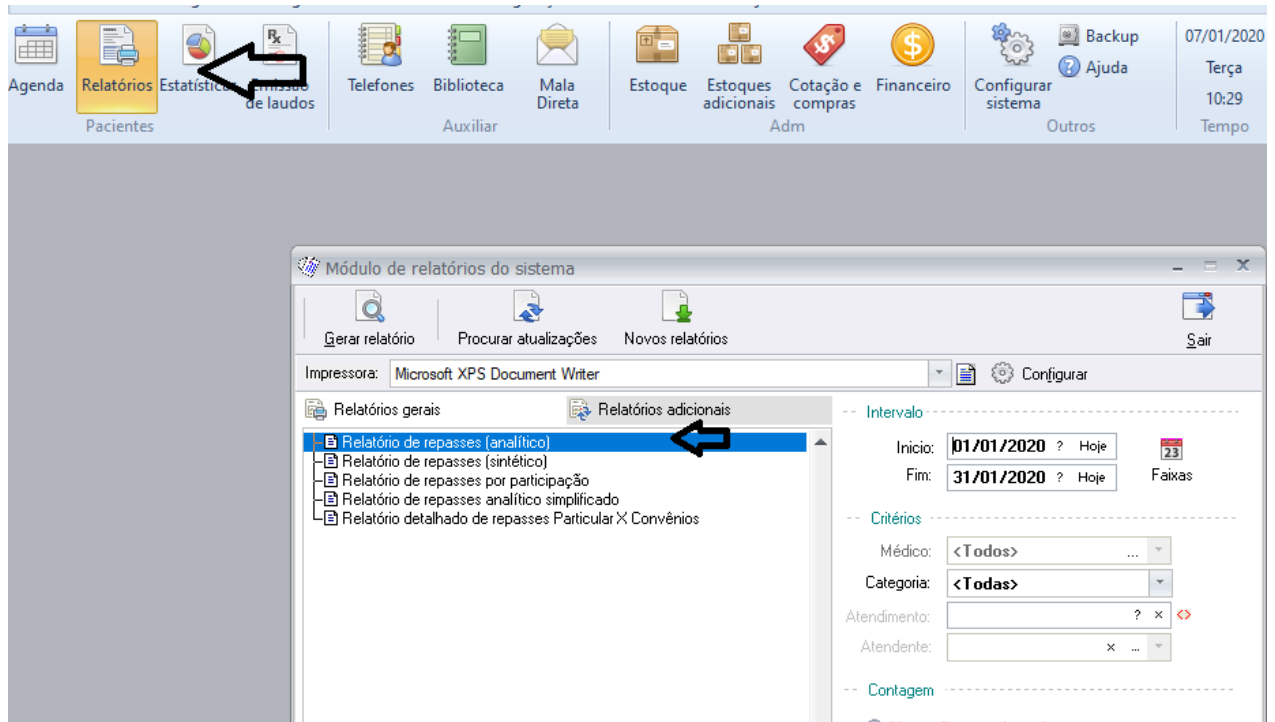 Agenda Relatórios Estatísticas Emissão de laudos Telefones Biblioteca Mala Direta Estoque Estoques adicionais Cotação e compras Financeiro Configurar sistema
Backup
Ajuda
07/01/2020
Terça
10:29
Pacientes Auxiliar Adm Outros Tempo
Módulo de relatórios do sistema
Gerar relatório Procurar atualizações Novos relatórios Sair
Impressora: Microsoft XPS Document Writer Configurar
Relatórios gerais Relatórios adicionais
Relatório de repasses (analítico)
Relatório de repasses (sintético)
Relatório de repasses por participação
Relatório de repasses analítico simplificado
Relatório detalhado de repasses Particular X Convênios
Intervalo
Inicio: 01/01/2020 ? Hoje
Fim: 31/01/2020 ? Hoje
23
Faixas
Critérios
Médico: <Todos> ...
Categoria: <Todas>
Atendimento: ? × <>
Atendente: × ...
Contagem